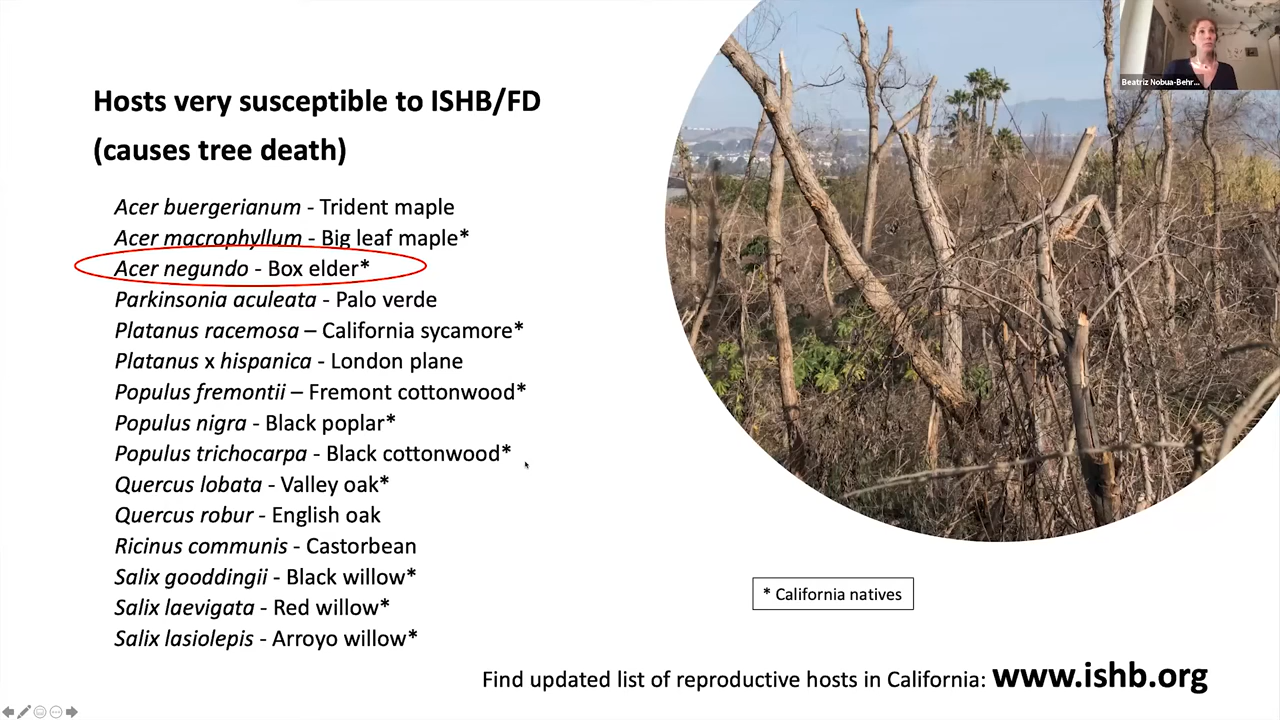 Hosts very susceptible to ISHB/FD
(causes tree death)
Acer buergerianum - Trident maple
Acer macrophyllum - Big leaf maple*
Acer negundo - Box elder*
Parkinsonia aculeata - Palo verde
Platanus racemosa – California sycamore*
Platanus x hispanica - London plane
Populus fremontii – Fremont cottonwood*
Populus nigra - Black poplar*
Populus trichocarpa - Black cottonwood*
Quercus lobata - Valley oak*
Quercus robur - English oak
Ricinus communis - Castorbean
Salix gooddingii - Black willow*
Salix laevigata - Red willow*
Salix lasiolepis - Arroyo willow*
Beatriz Nobua-Behr...
* California natives
Find updated list of reproductive hosts in California: www.ishb.org